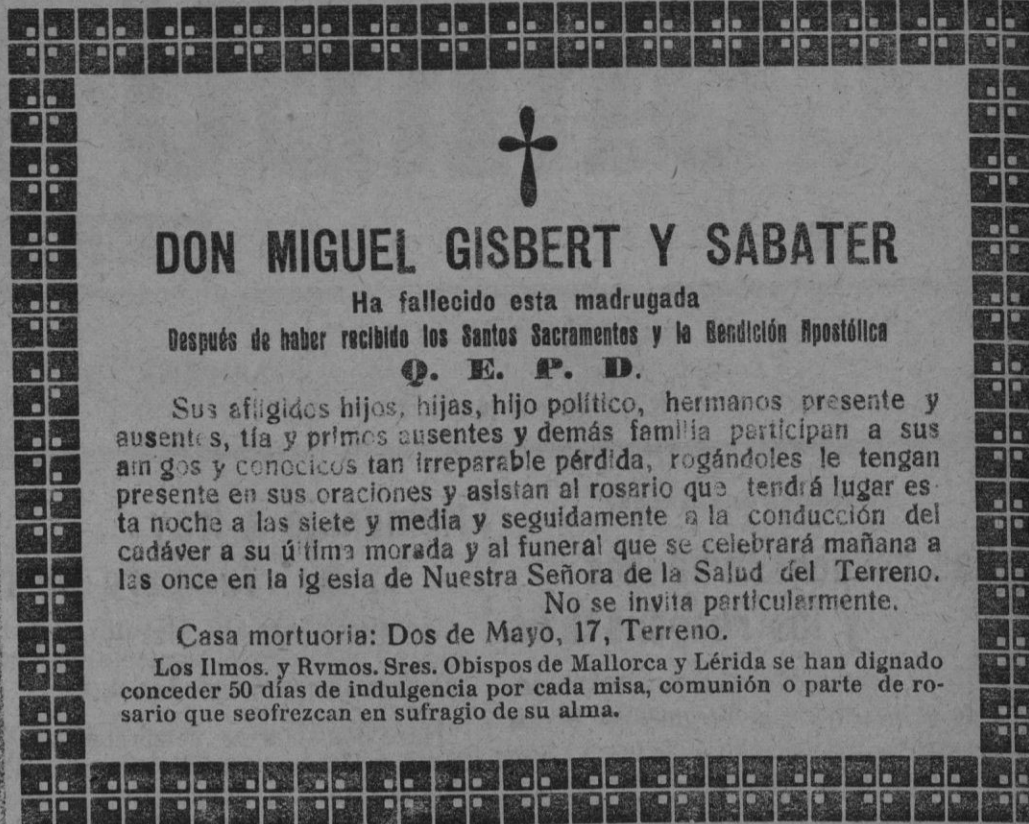 DON MIGUEL GISBERT Y SABATER
Ha fallecido esta madrugada
Después de haber recibido los Santos Sacramentos y la Bendición Apostólica
Q. E. P. D.
Sus afligidos hijos, hijas, hijo político, hermanos presente y
ausentes, tía y primos ausentes y demás familia participan a sus
am gos y conocicos tan irreparable pérdida, rogándoles le tengan
presente en sus oraciones y asistan al rosario que tendrá lugar es-
ta noche a las siete y media y seguidamente a la conducción del
cadáver a su ú tima morada y al funeral que se celebrará mañana a
las once en la ig esia de Nuestra Señora de la Salud del Terreno.
No se invita particularmente.
Casa mortuoria: Dos de Mayo, 17, Terreno.
Los Ilmos. y Rvmos. Sres. Obispos de Mallorca y Lérida se han dignado
conceder 50 días de indulgencia por cada misa, comunión o parte de ro-
sario que seofrezcan en sufragio de su alma.